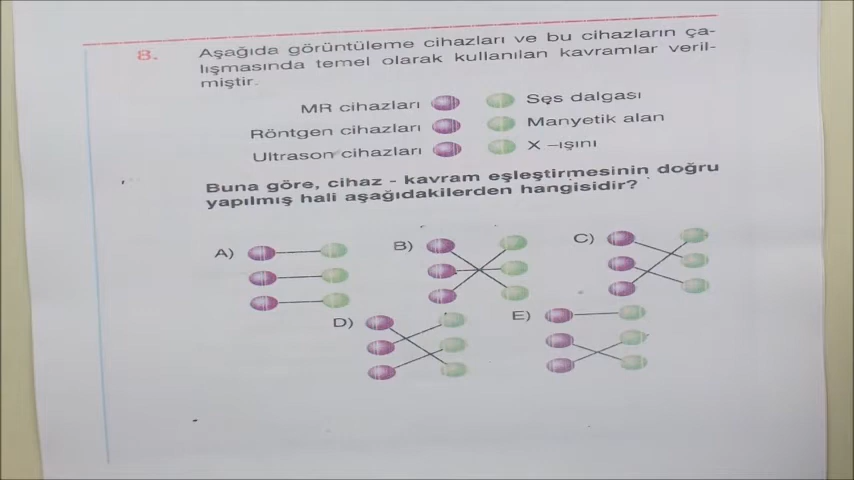 8. Aşağıda görüntüleme cihazları ve bu cihazların ça-
lışmasında temel olarak kullanılan kavramlar veril-
miştir.
MR cihazları Ses dalgası
Röntgen cihazları Manyetik alan
Ultrason cihazları X –ışını
Buna göre, cihaz - kavram eşleştirmesinin doğru
yapılmış hali aşağıdakilerden hangisidir?
A) B) C)
D) E)